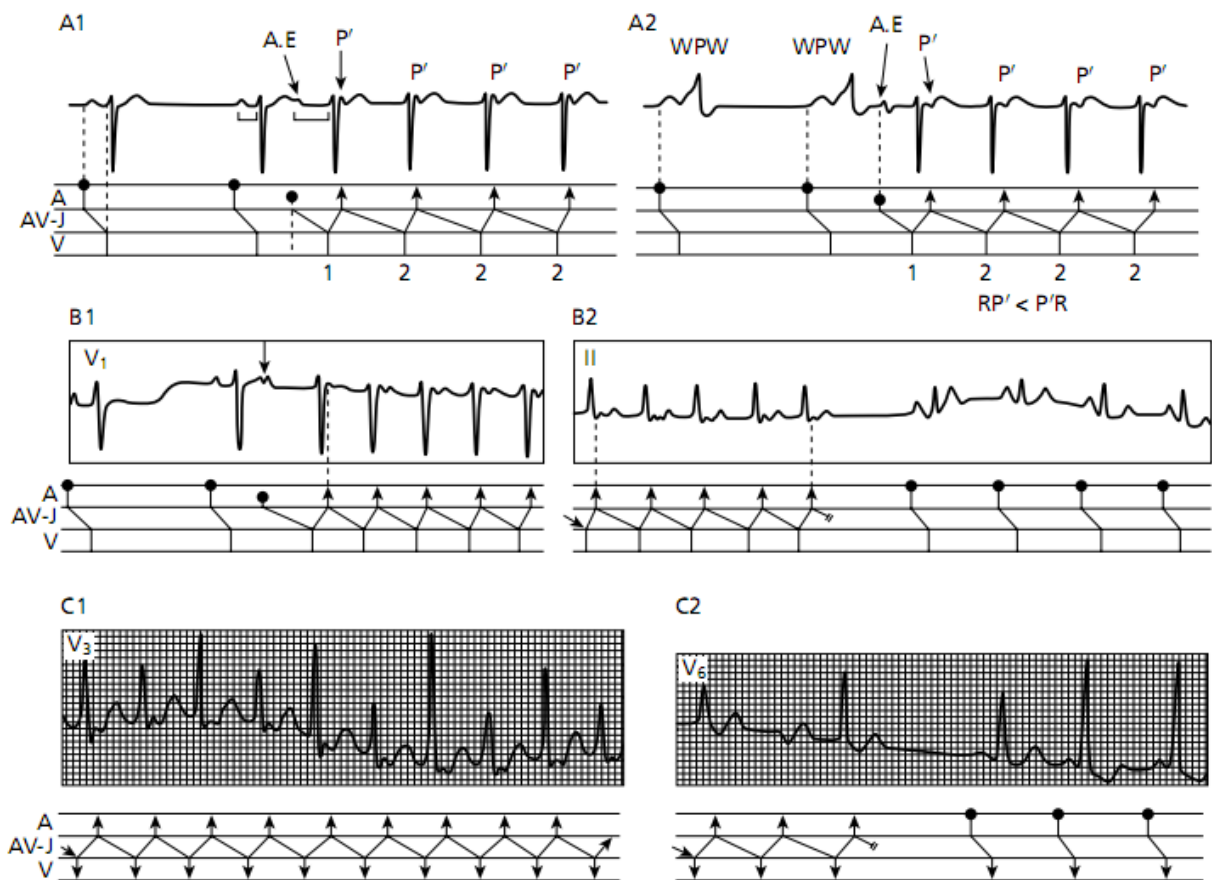 A1
A.E
P′
P′
P′
P′
A
AV-J
V
1
2
2
2
A2
WPW
WPW
A.E
P′
P′
P′
P′
1
2
2
2
RP′ < P′R
B1
V₁
A
AV-J
V
B2
II
C1
V₃
A
AV-J
V
C2
V₆